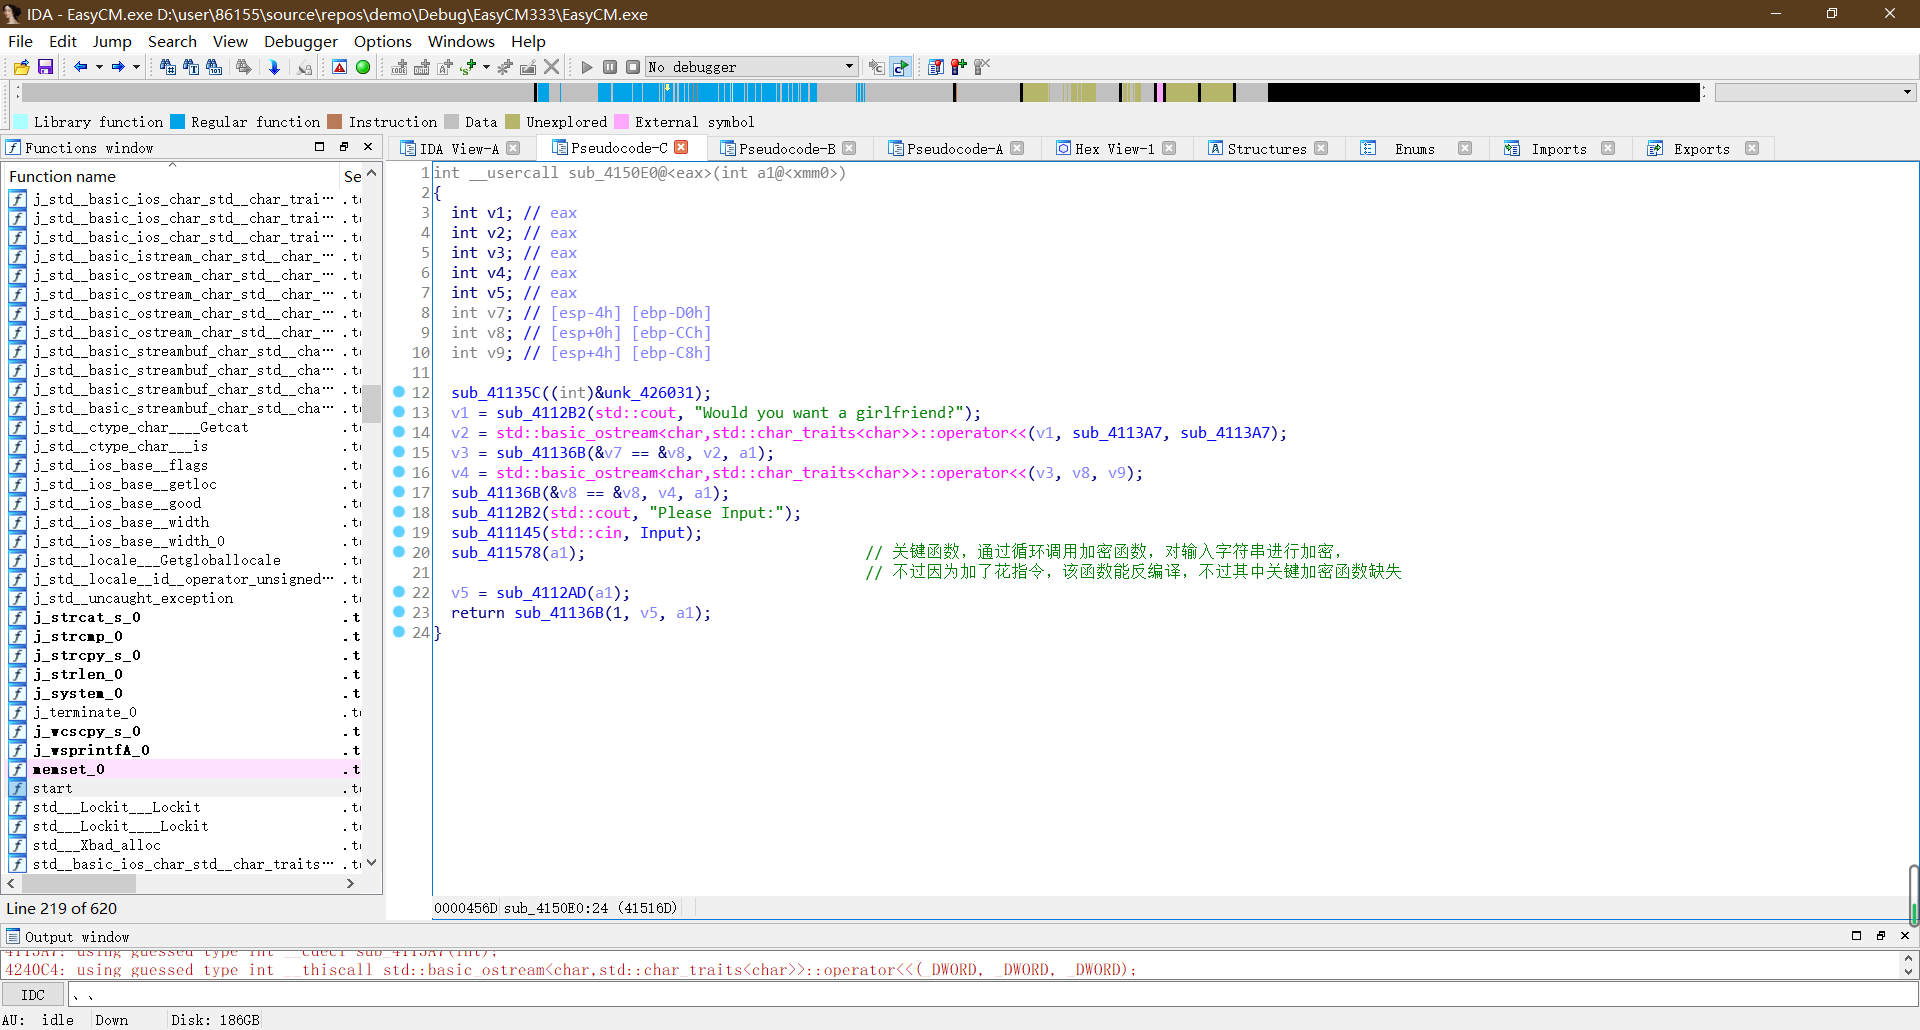 IDA - EasyCM.exe D:\user\86155\source\repos\demo\Debug\EasyCM333\EasyCM.exe
File Edit Jump Search View Debugger Options Windows Help
No debugger
Library function Regular function Instruction Data Unexplored External symbol
Functions window
IDA View-A Pseudocode-C Pseudocode-B Pseudocode-A Hex View-1 Structures Enums Imports Exports
Function name Se
j_std__basic_ios_char_std__char_trai… .t
j_std__basic_ios_char_std__char_trai… .t
j_std__basic_ios_char_std__char_trai… .t
j_std__basic_istream_char_std__char_… .t
j_std__basic_ostream_char_std__char_… .t
j_std__basic_ostream_char_std__char_… .t
j_std__basic_ostream_char_std__char_… .t
j_std__basic_ostream_char_std__char_… .t
j_std__basic_streambuf_char_std__cha… .t
j_std__basic_streambuf_char_std__cha… .t
j_std__basic_streambuf_char_std__cha… .t
j_std__basic_streambuf_char_std__cha… .t
j_std__ctype_char____Getcat .t
j_std__ctype_char___is .t
j_std__ios_base__flags .t
j_std__ios_base__getloc .t
j_std__ios_base__good .t
j_std__ios_base__width .t
j_std__ios_base__width_0 .t
j_std__locale__Getgloballocale .t
j_std__locale__id__operator_unsigned… .t
j_std__uncaught_exception .t
j_strcat_s_0 .t
j_strcmp_0 .t
j_strcpy_s_0 .t
j_strlen_0 .t
j_system_0 .t
j_terminate_0 .t
j_wcscpy_s_0 .t
j_wsprintfA_0 .t
memset_0 .t
start .t
std___Lockit___Lockit .t
std___Lockit____Lockit .t
std___Xbad_alloc .t
std__basic_ios_char_std__char_traits… .t
Line 219 of 620
1 int __usercall sub_4150E0@<eax>(int a1@<xmm0>)
2 {
3 int v1; // eax
4 int v2; // eax
5 int v3; // eax
6 int v4; // eax
7 int v5; // eax
8 int v7; // [esp-4h] [ebp-D0h]
9 int v8; // [esp+0h] [ebp-CCh]
10 int v9; // [esp+4h] [ebp-C8h]
11
12 sub_41135C((int)&unk_426031);
13 v1 = sub_4112B2(std::cout, "Would you want a girlfriend?");
14 v2 = std::basic_ostream<char,std::char_traits<char>>::operator<<(v1, sub_4113A7, sub_4113A7);
15 v3 = sub_41136B(&v7 == &v8, v2, a1);
16 v4 = std::basic_ostream<char,std::char_traits<char>>::operator<<(v3, v8, v9);
17 sub_41136B(&v8 == &v8, v4, a1);
18 sub_4112B2(std::cout, "Please Input:");
19 sub_411145(std::cin, Input);
20 sub_411578(a1); // 关键函数，通过循环调用加密函数，对输入字符串进行加密，
21 // 不过因为加了花指令，该函数能反编译，不过其中关键加密函数缺失
22 v5 = sub_4112AD(a1);
23 return sub_41136B(1, v5, a1);
24 }
0000456D sub_4150E0:24 (41516D)
Output window
4113A7: using guessed type int __cdecl sub_4113A7(int);
4240C4: using guessed type int __thiscall std::basic_ostream<char,std::char_traits<char>>::operator<<(_DWORD, _DWORD, _DWORD);
IDC 、、
AU: idle Down Disk: 186GB